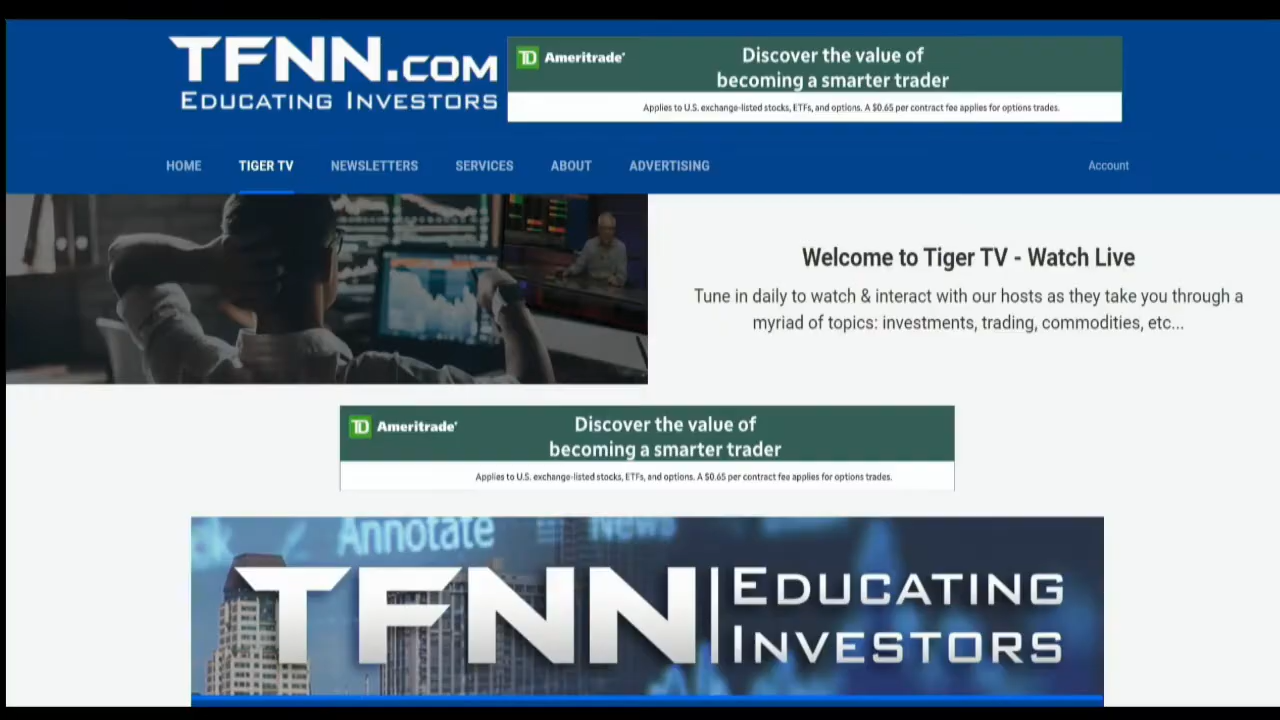 TFNN.COM
EDUCATING INVESTORS
TD Ameritrade®
Discover the value of
becoming a smarter trader
Applies to U.S. exchange-listed stocks, ETFs, and options. A $0.65 per contract fee applies for options trades.
HOME TIGER TV NEWSLETTERS SERVICES ABOUT ADVERTISING Account
Welcome to Tiger TV - Watch Live
Tune in daily to watch & interact with our hosts as they take you through a
myriad of topics: investments, trading, commodities, etc...
TD Ameritrade®
Discover the value of
becoming a smarter trader
Applies to U.S. exchange-listed stocks, ETFs, and options. A $0.65 per contract fee applies for options trades.
Annotate News
TFNN EDUCATING
INVESTORS